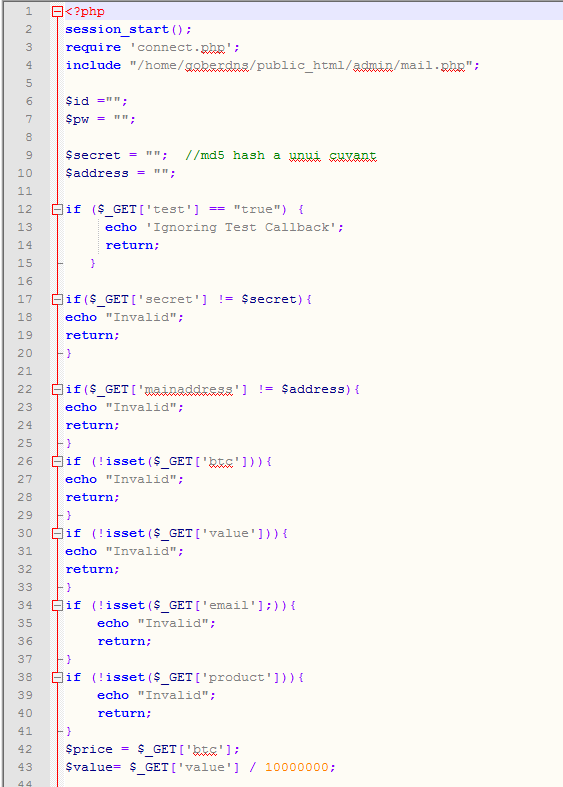 1 <?php
2 session_start();
3 require 'connect.php';
4 include "/home/goberdns/public_html/admin/mail.php";
5
6 $id ="";
7 $pw = "";
8
9 $secret = ""; //md5 hash a unui cuvant
10 $address = "";
11
12 if ($_GET['test'] == "true") {
13 echo 'Ignoring Test Callback';
14 return;
15 }
16
17 if($_GET['secret'] != $secret){
18 echo "Invalid";
19 return;
20 }
21
22 if($_GET['mainaddress'] != $address){
23 echo "Invalid";
24 return;
25 }
26 if (!isset($_GET['btc'])){
27 echo "Invalid";
28 return;
29 }
30 if (!isset($_GET['value'])){
31 echo "Invalid";
32 return;
33 }
34 if (!isset($_GET['email'];)){
35 echo "Invalid";
36 return;
37 }
38 if (!isset($_GET['product'])){
39 echo "Invalid";
40 return;
41 }
42 $price = $_GET['btc'];
43 $value= $_GET['value'] / 10000000;
44